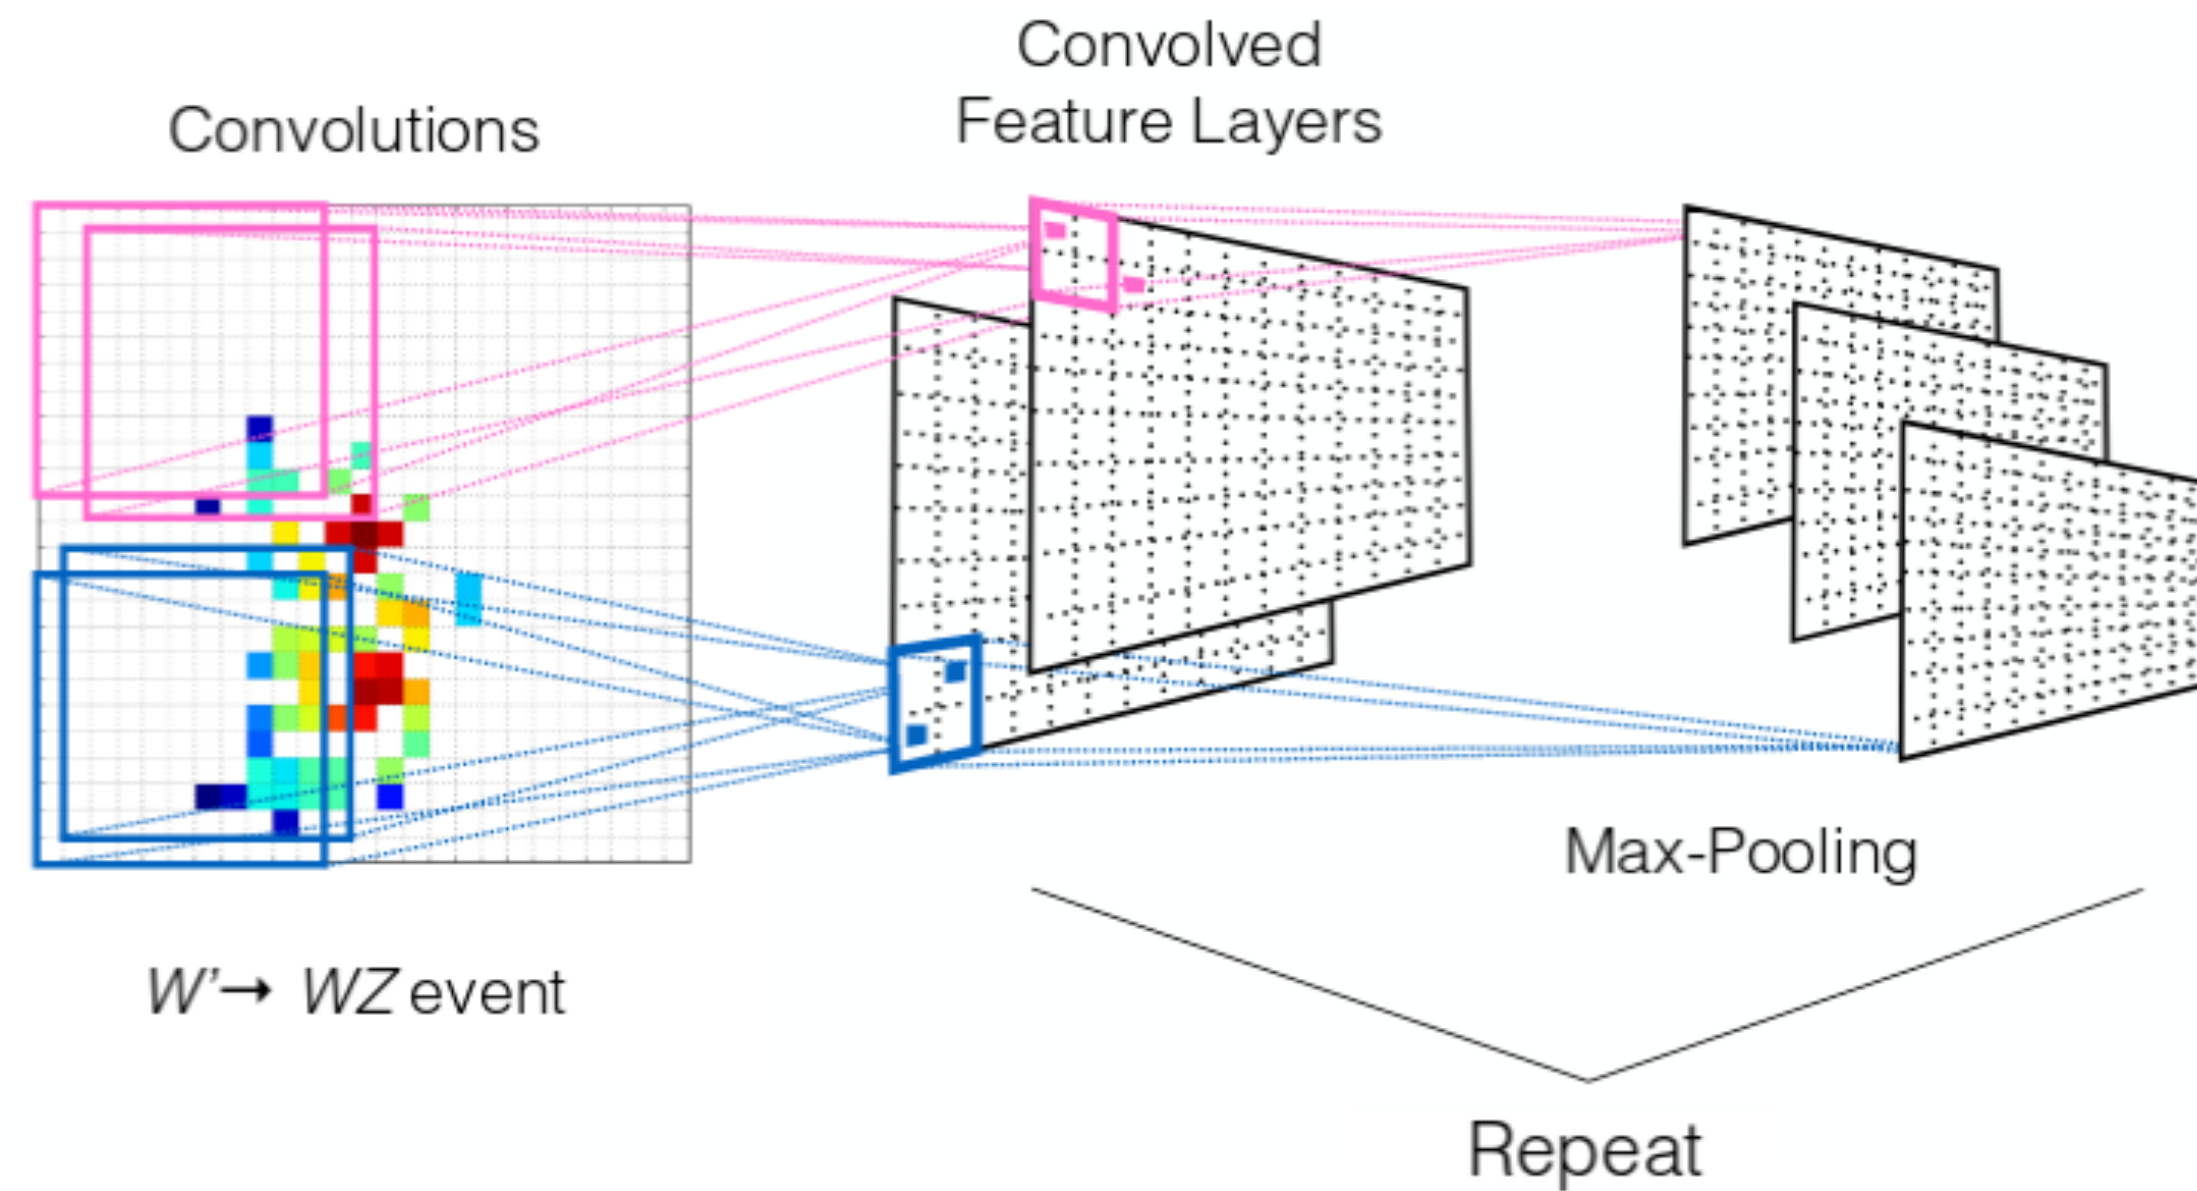 Convolutions
Convolved
Feature Layers
Max-Pooling
W'→ WZ event
Repeat